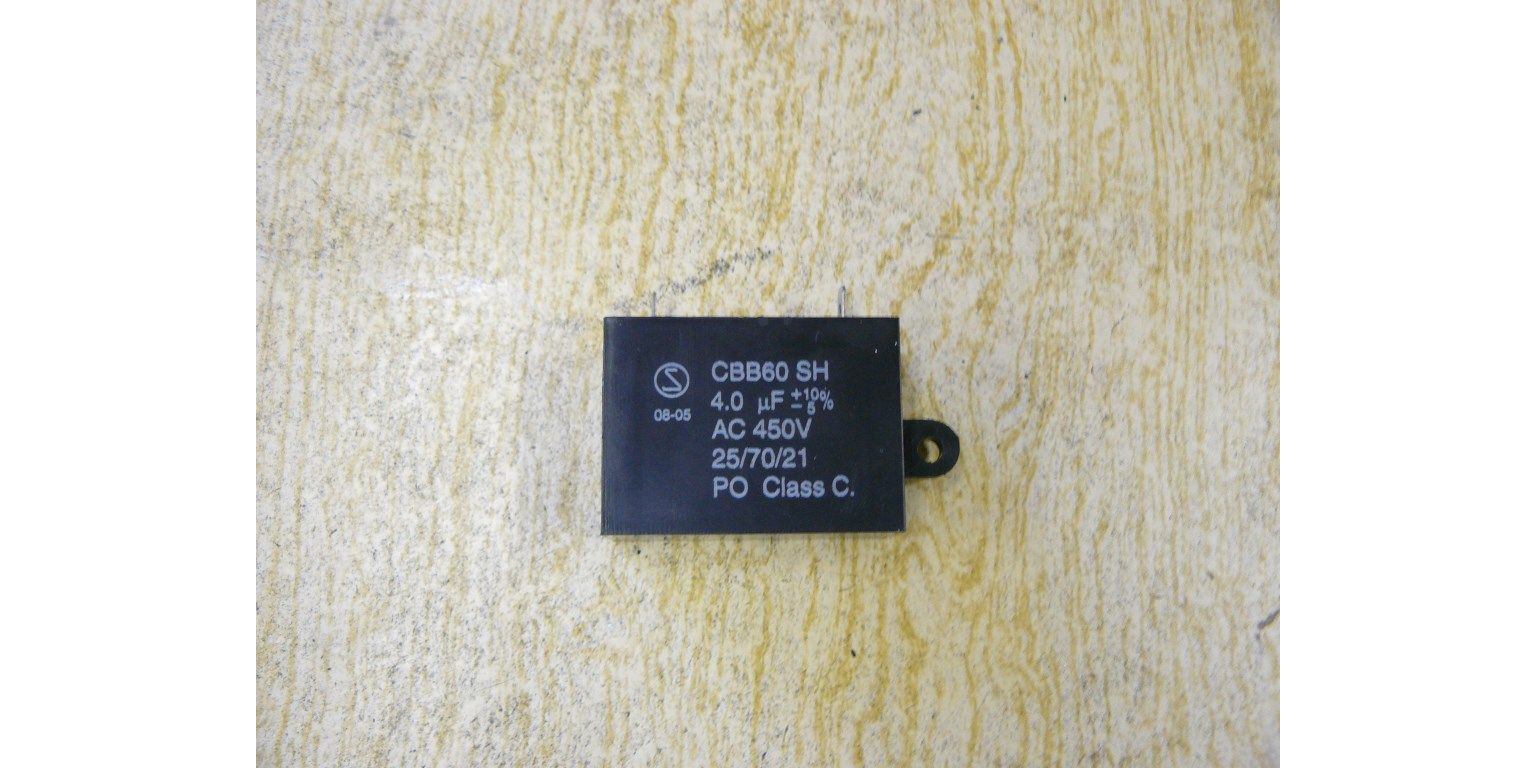 CBB60 SH
4.0 μF +10% -5%
AC 450V
25/70/21
PO Class C.
S
08-05